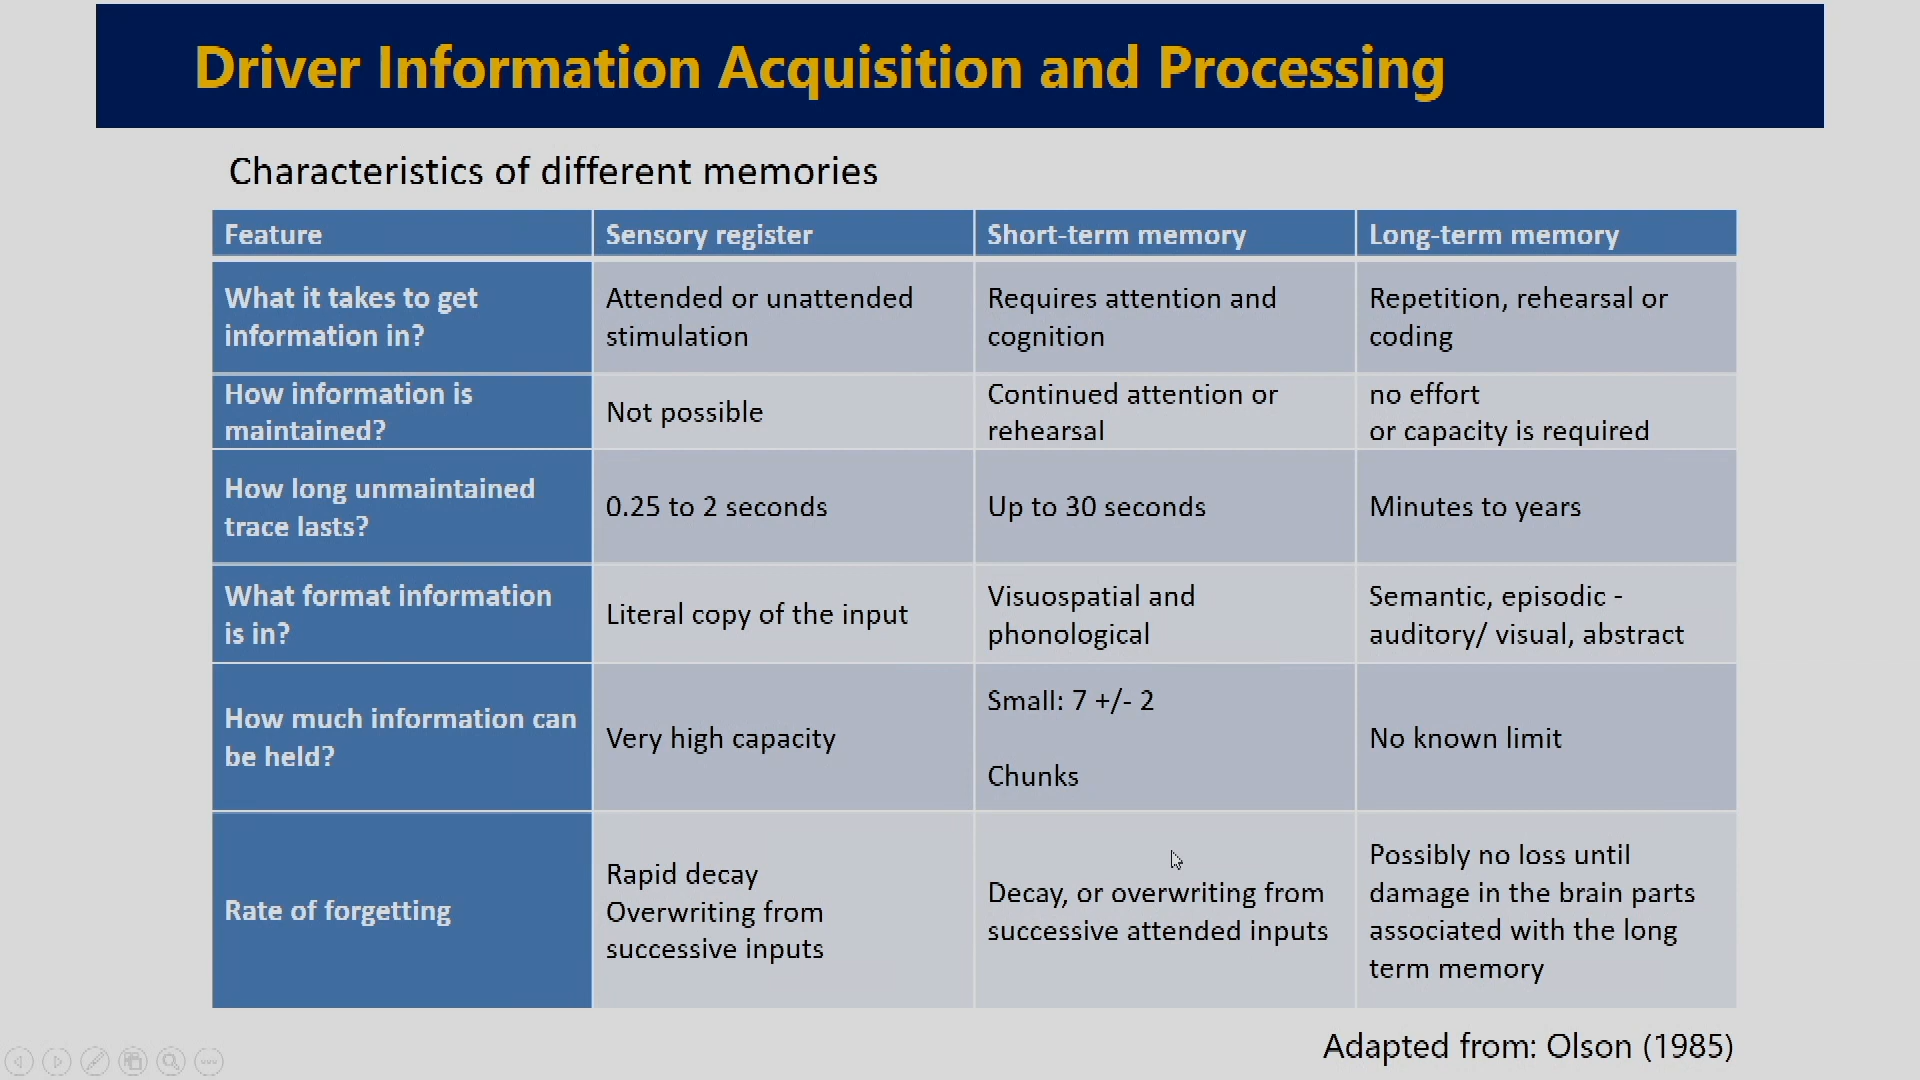 Driver Information Acquisition and Processing
Characteristics of different memories
Feature
Sensory register
Short-term memory
Long-term memory
What it takes to get
information in?
Attended or unattended
stimulation
Requires attention and
cognition
Repetition, rehearsal or
coding
How information is
maintained?
Not possible
Continued attention or
rehearsal
no effort
or capacity is required
How long unmaintained
trace lasts?
0.25 to 2 seconds
Up to 30 seconds
Minutes to years
What format information
is in?
Literal copy of the input
Visuospatial and
phonological
Semantic, episodic -
auditory/ visual, abstract
How much information can
be held?
Very high capacity
Small: 7 +/- 2
Chunks
No known limit
Rate of forgetting
Rapid decay
Overwriting from
successive inputs
Decay, or overwriting from
successive attended inputs
Possibly no loss until
damage in the brain parts
associated with the long
term memory
Adapted from: Olson (1985)